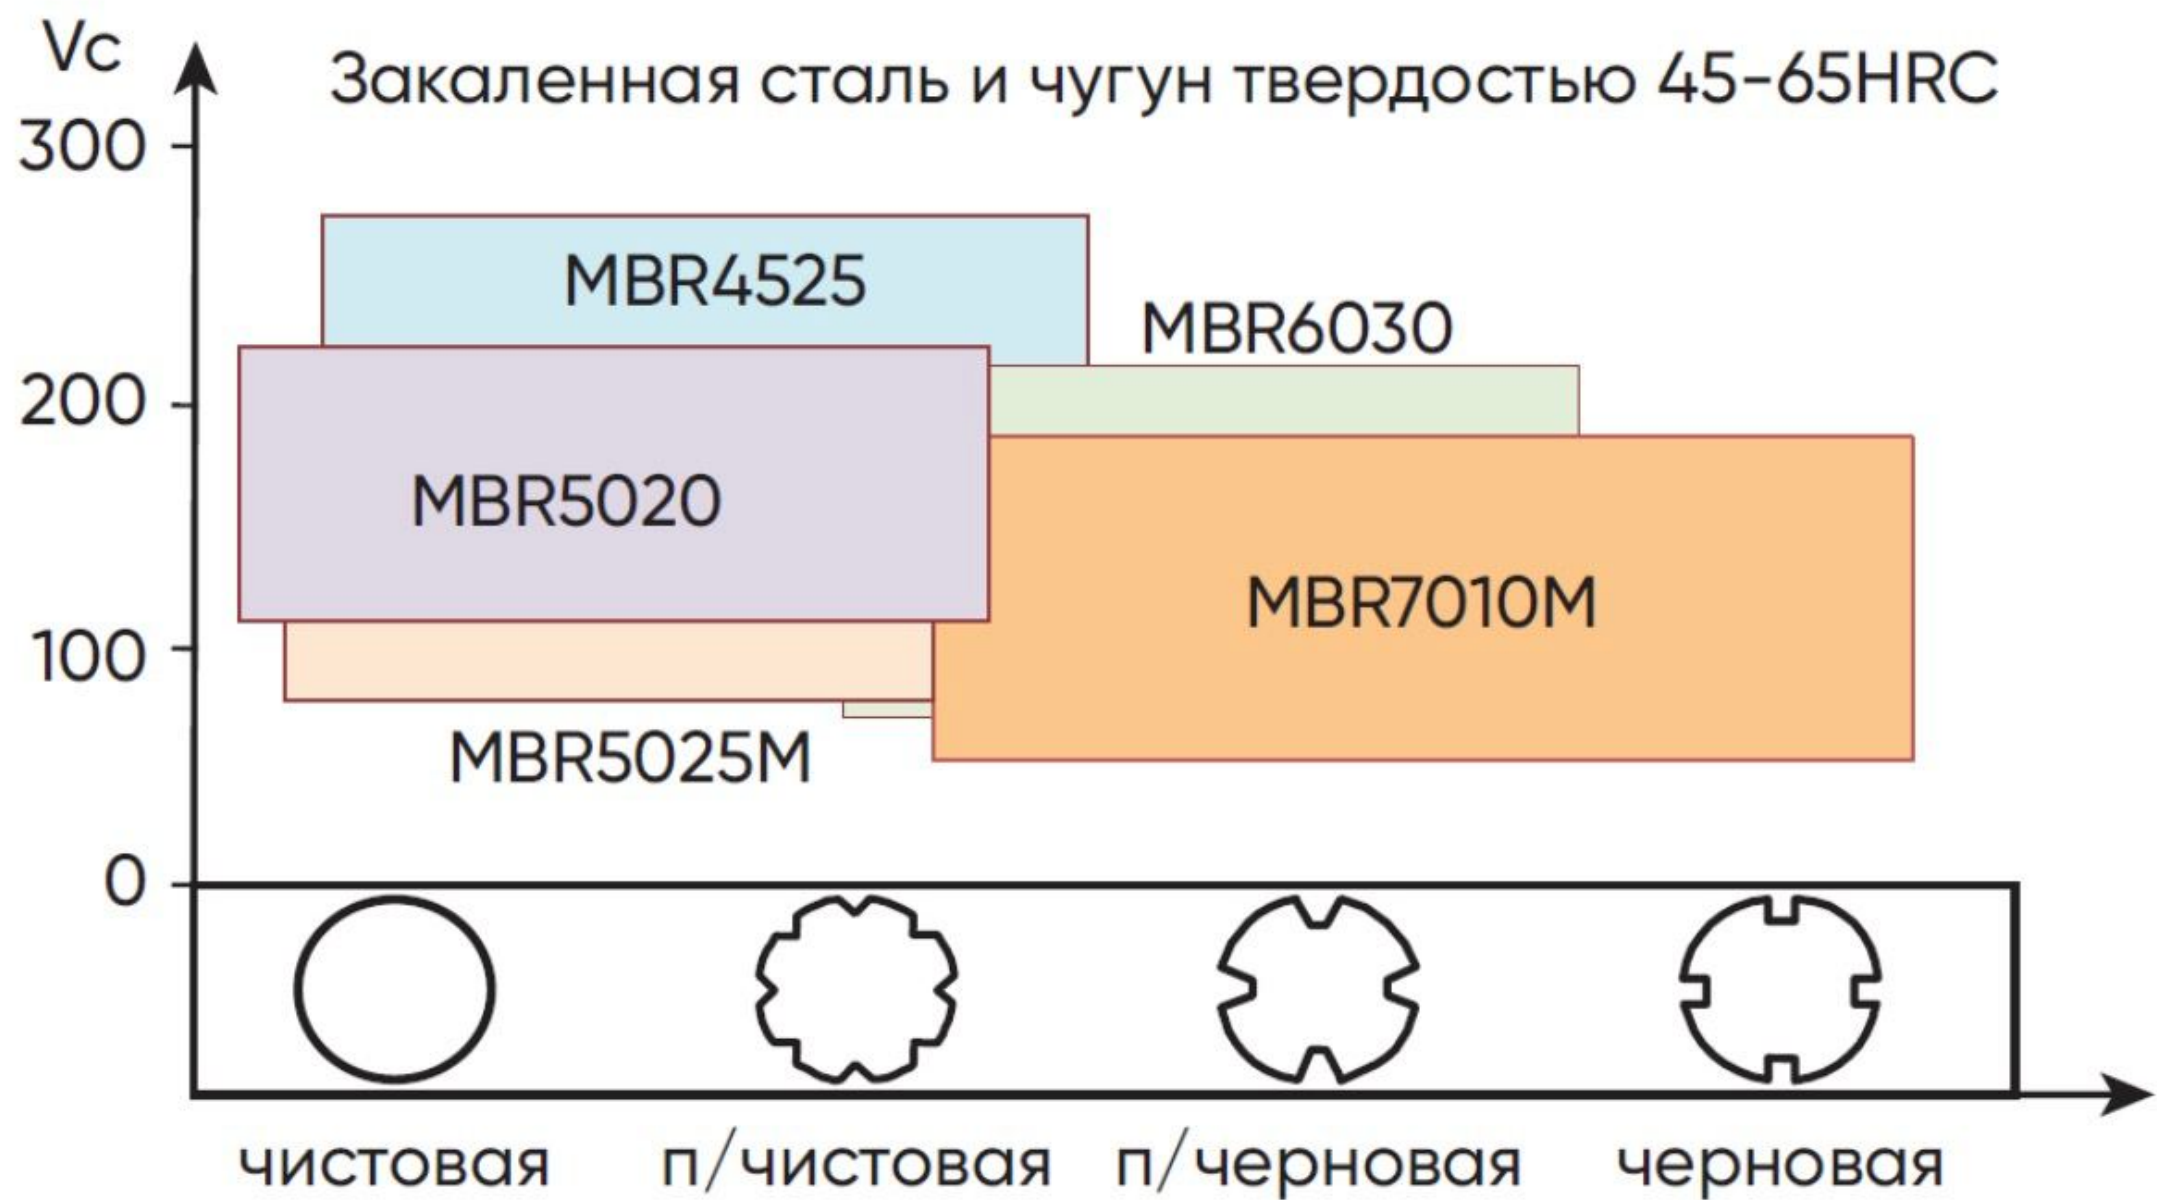 Vc
Закаленная сталь и чугун твердостью 45-65HRC
300
MBR4525
MBR6030
200
MBR5020
MBR7010M
100
MBR5025M
0
чистовая п/чистовая п/черновая черновая